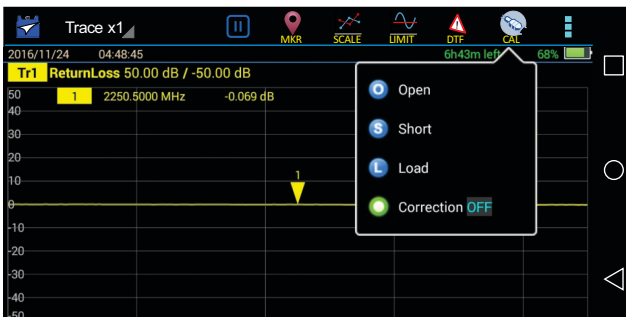 Trace x1
MKR SCALE LIMIT DTF CAL
2016/11/24 04:48:45 6h43m left 68%
Tr1 ReturnLoss 50.00 dB / -50.00 dB
50
1 2250.5000 MHz -0.069 dB
40
30
20
10
1
0
-10
-20
-30
-40
-50
O Open
S Short
L Load
Correction OFF